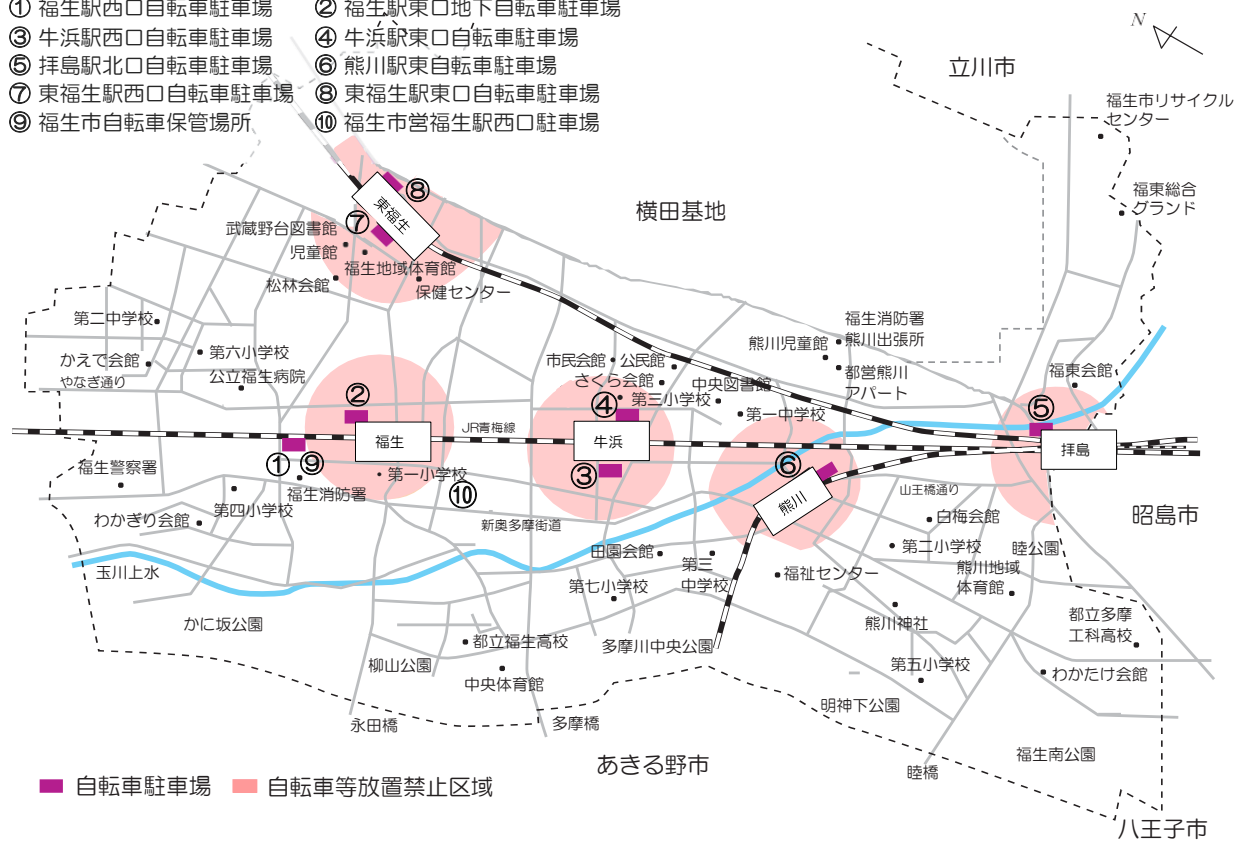 ① 福生駅西口自転車駐車場
② 福生駅東口地下自転車駐車場
③ 牛浜駅西口自転車駐車場
④ 牛浜駅東口自転車駐車場
⑤ 拝島駅北口自転車駐車場
⑥ 熊川駅東自転車駐車場
⑦ 東福生駅西口自転車駐車場
⑧ 東福生駅東口自転車駐車場
⑨ 福生市自転車保管場所
⑩ 福生市営福生駅西口駐車場
N
立川市
福生市リサイクル
センター
福東総合
グランド
横田基地
⑧
東福生
⑦
武蔵野台図書館
児童館
福生地域体育館
松林会館
保健センター
第二中学校
第六小学校
かえで会館
やなぎ通り
公立福生病院
福生消防署
熊川出張所
熊川児童館
都営熊川
アパート
市民会館
公民館
さくら会館
中央図書館
第三小学校
第一中学校
福東会館
②
④
⑤
福生
JR青梅線
牛浜
拝島
①
⑨
③
⑥
福生警察署
福生消防署
第一小学校
⑩
第四小学校
わかぎり会館
新奥多摩街道
熊川
山王橋通り
白梅会館
昭島市
第二小学校
睦公園
熊川地域
体育館
田園会館
第三
中学校
福祉センター
第七小学校
玉川上水
かに坂公園
都立福生高校
多摩川中央公園
熊川神社
都立多摩
工科高校
柳山公園
中央体育館
第五小学校
わかたけ会館
明神下公園
永田橋
多摩橋
あきる野市
睦橋
福生南公園
八王子市
自転車駐車場
自転車等放置禁止区域